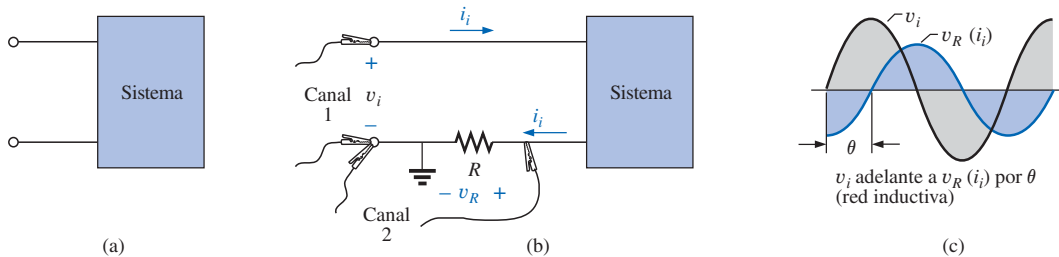 Sistema
(a)
i_i
+
Canal 1 v_i
−
i_i
R
− v_R +
Canal 2
Sistema
(b)
v_i
v_R (i_i)
θ
v_i adelante a v_R (i_i) por θ
(red inductiva)
(c)